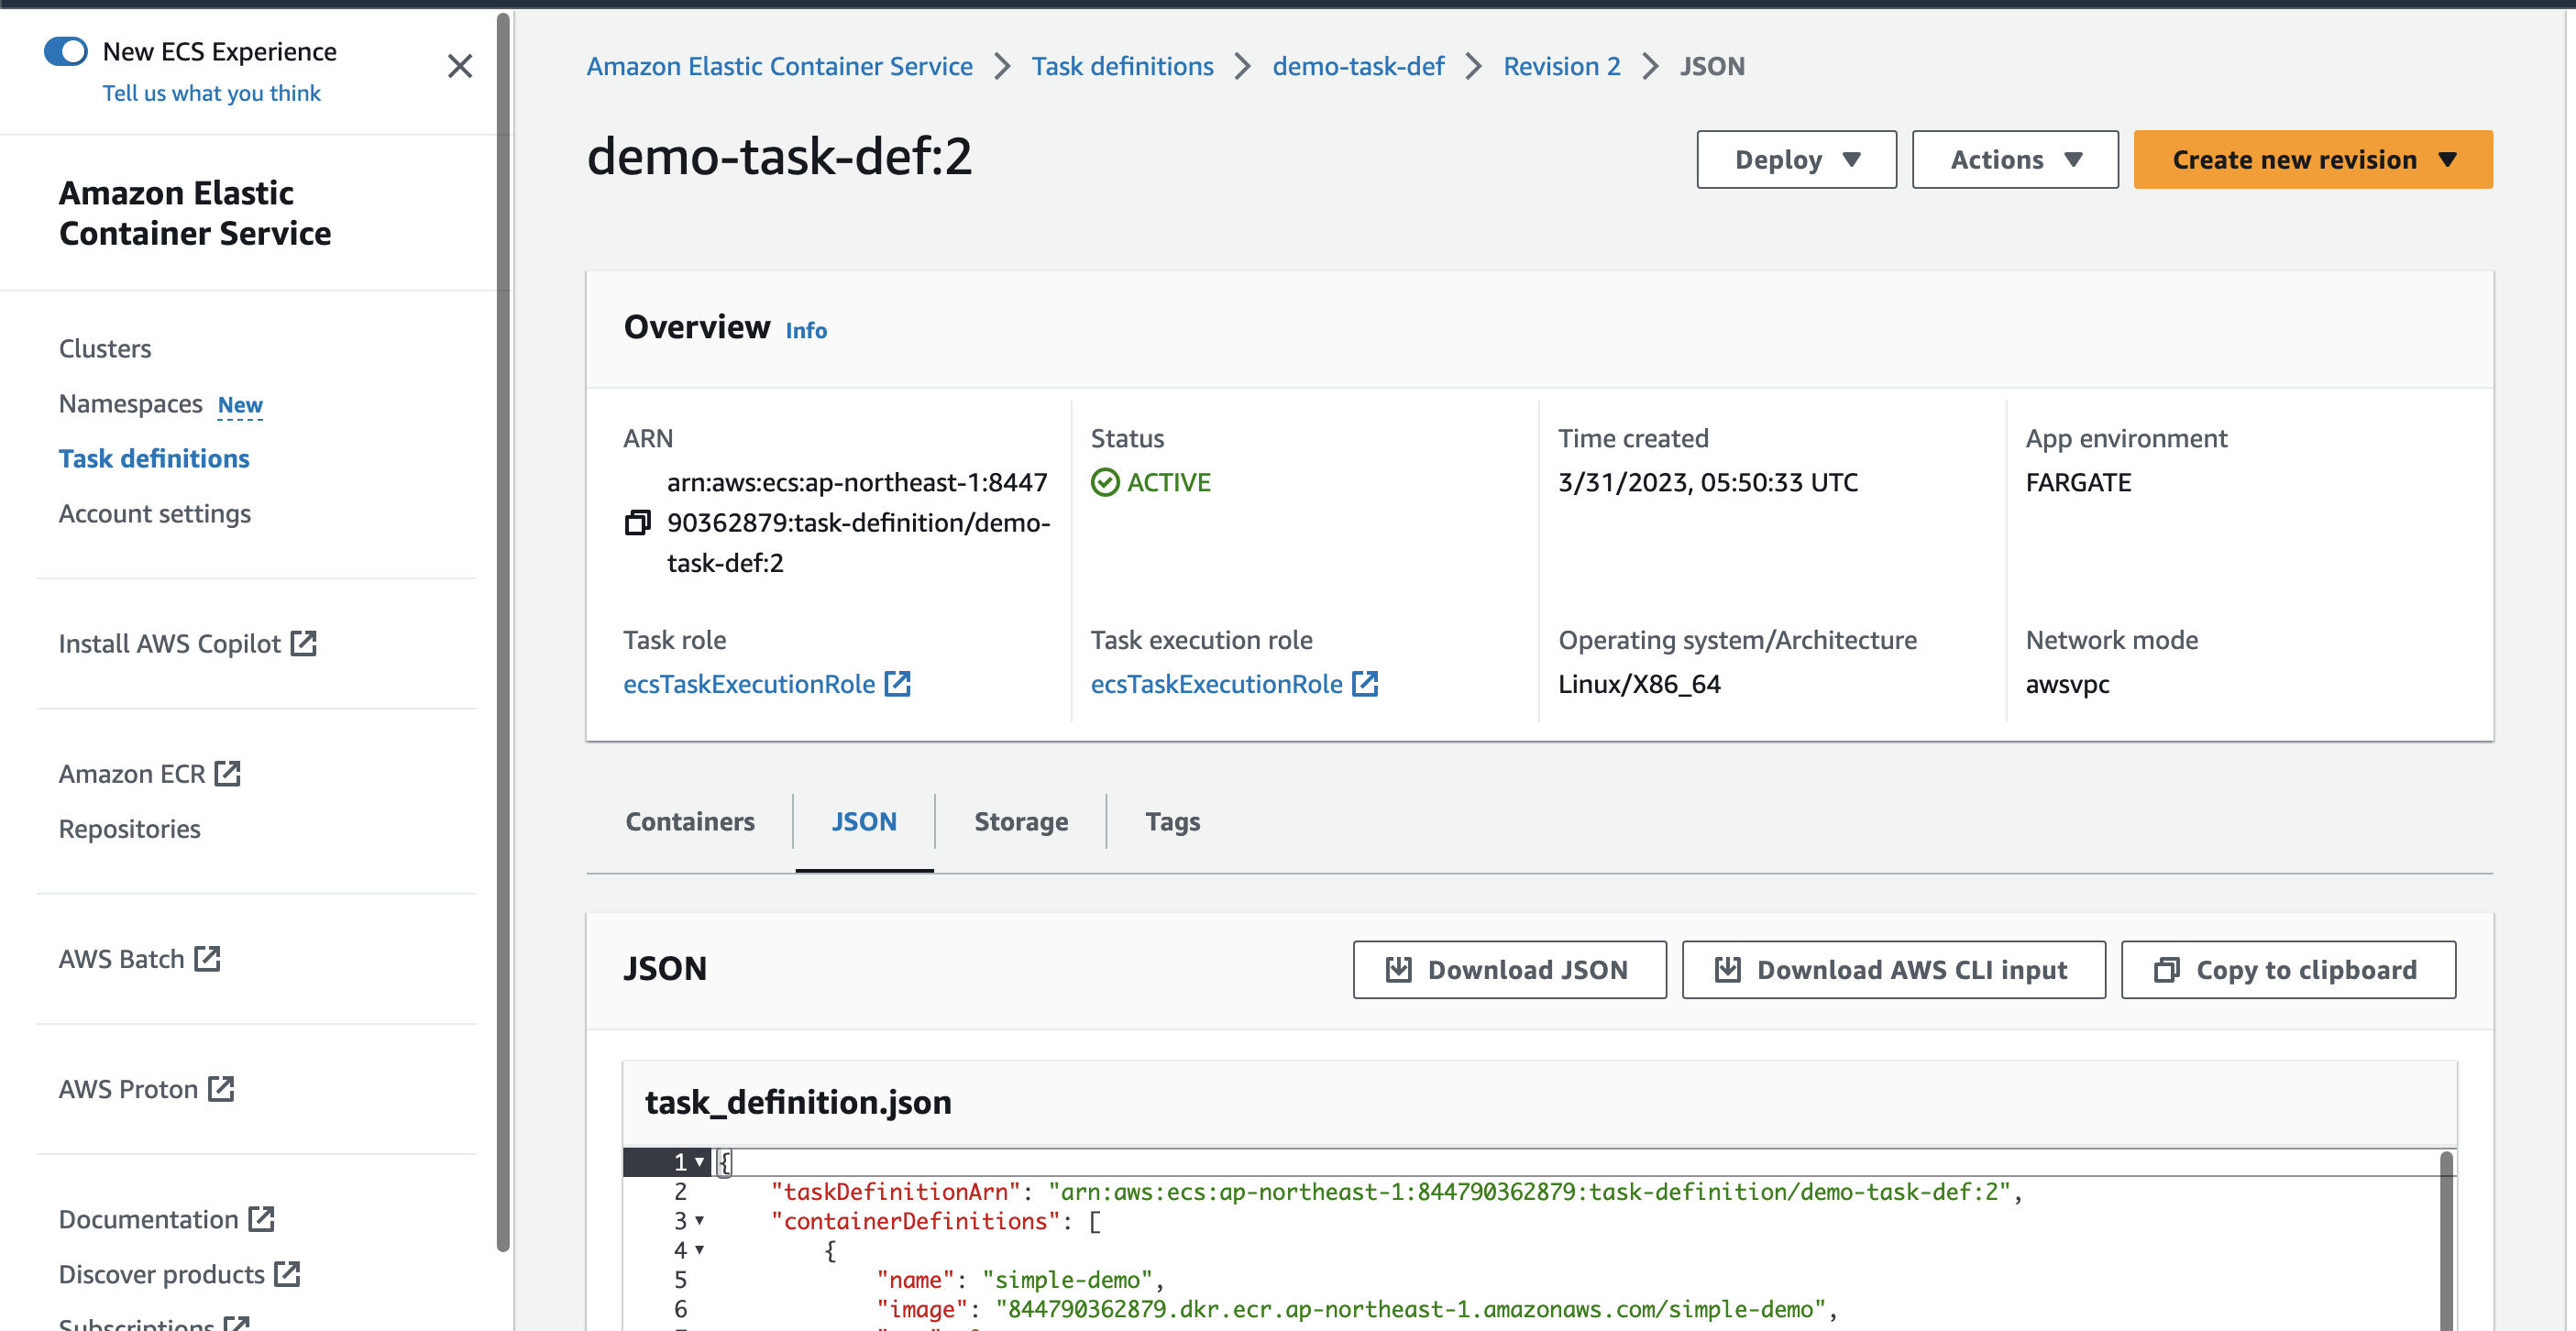 New ECS Experience
Tell us what you think
Amazon Elastic
Container Service
Clusters
Namespaces New
Task definitions
Account settings
Install AWS Copilot
Amazon ECR
Repositories
AWS Batch
AWS Proton
Documentation
Discover products
Subscriptions
Amazon Elastic Container Service > Task definitions > demo-task-def > Revision 2 > JSON
demo-task-def:2
Deploy
Actions
Create new revision
Overview Info
ARN
arn:aws:ecs:ap-northeast-1:8447
90362879:task-definition/demo-
task-def:2
Status
ACTIVE
Time created
3/31/2023, 05:50:33 UTC
App environment
FARGATE
Task role
ecsTaskExecutionRole
Task execution role
ecsTaskExecutionRole
Operating system/Architecture
Linux/X86_64
Network mode
awsvpc
Containers
JSON
Storage
Tags
JSON
Download JSON
Download AWS CLI input
Copy to clipboard
task_definition.json
1 {
2 "taskDefinitionArn": "arn:aws:ecs:ap-northeast-1:844790362879:task-definition/demo-task-def:2",
3 "containerDefinitions": [
4 {
5 "name": "simple-demo",
6 "image": "844790362879.dkr.ecr.ap-northeast-1.amazonaws.com/simple-demo",